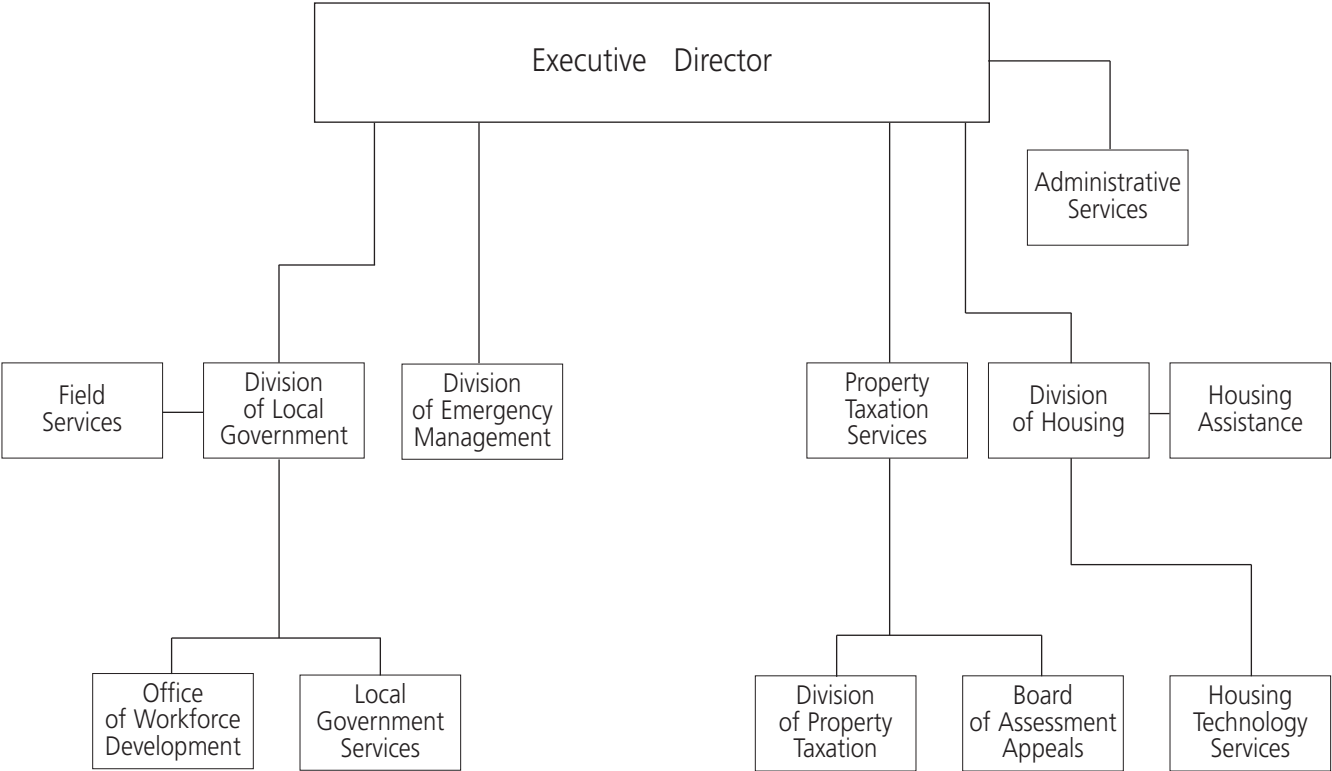 Executive Director
Administrative
Services
Field
Services
Division
of Local
Government
Division
of Emergency
Management
Property
Taxation
Services
Division
of Housing
Housing
Assistance
Office
of Workforce
Development
Local
Government
Services
Division
of Property
Taxation
Board
of Assessment
Appeals
Housing
Technology
Services